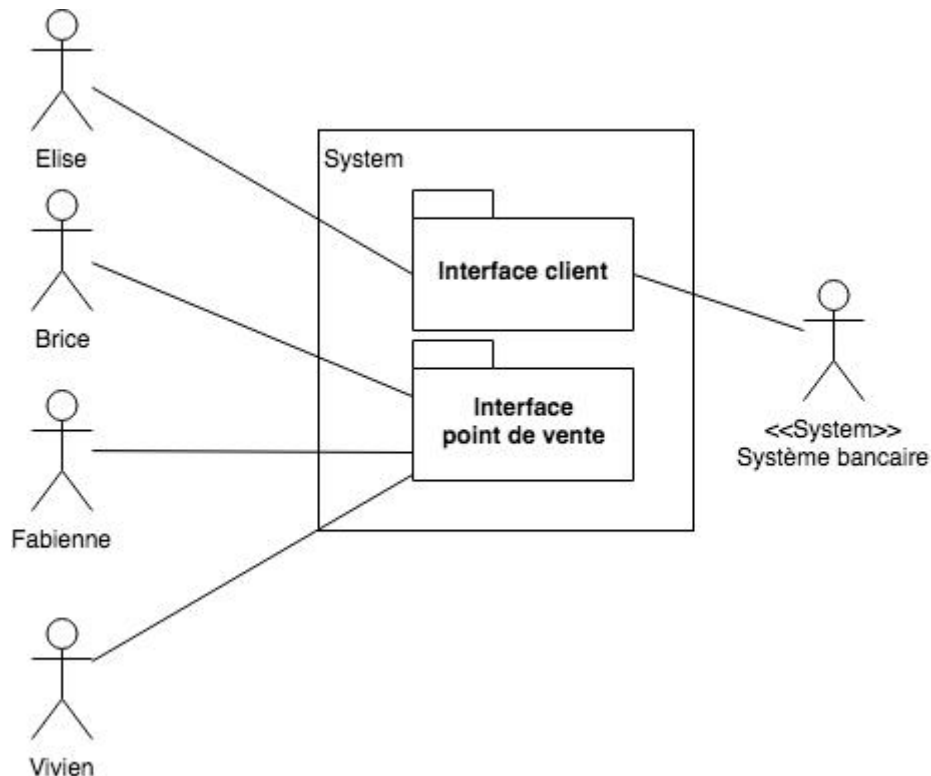 Elise
System
Interface client
Brice
Interface
point de vente
<<System>>
Système bancaire
Fabienne
Vivien